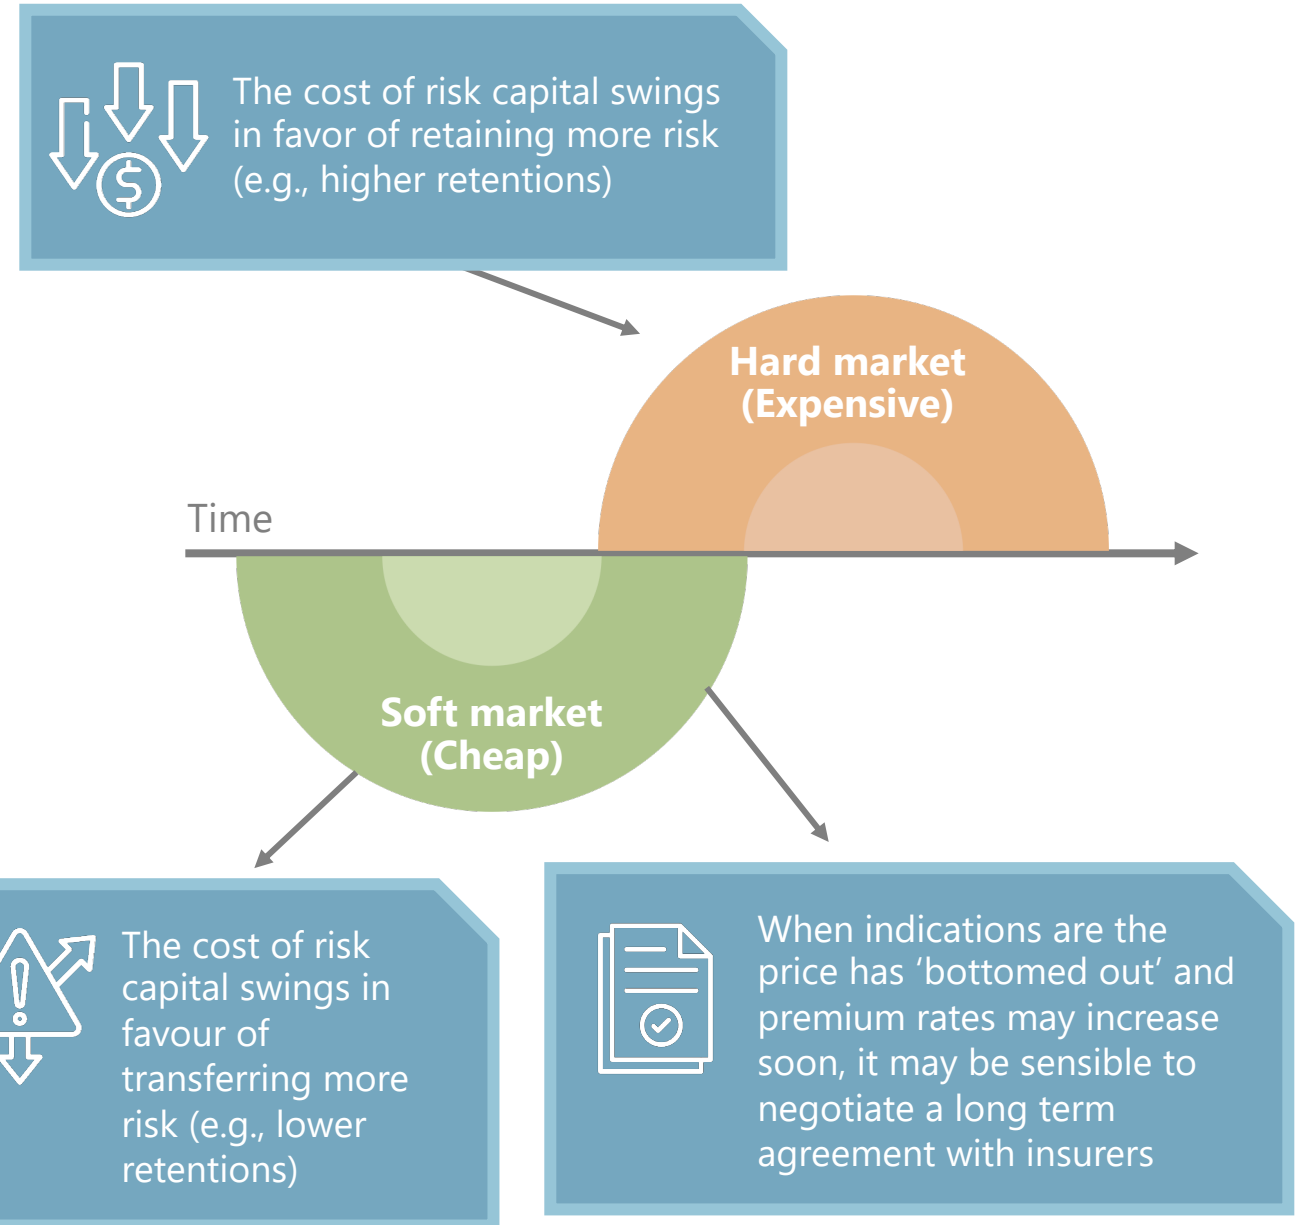 The cost of risk capital swings
in favor of retaining more risk
(e.g., higher retentions)
Hard market
(Expensive)
Time
Soft market
(Cheap)
The cost of risk
capital swings in
favour of
transferring more
risk (e.g., lower
retentions)
When indications are the
price has ‘bottomed out’ and
premium rates may increase
soon, it may be sensible to
negotiate a long term
agreement with insurers